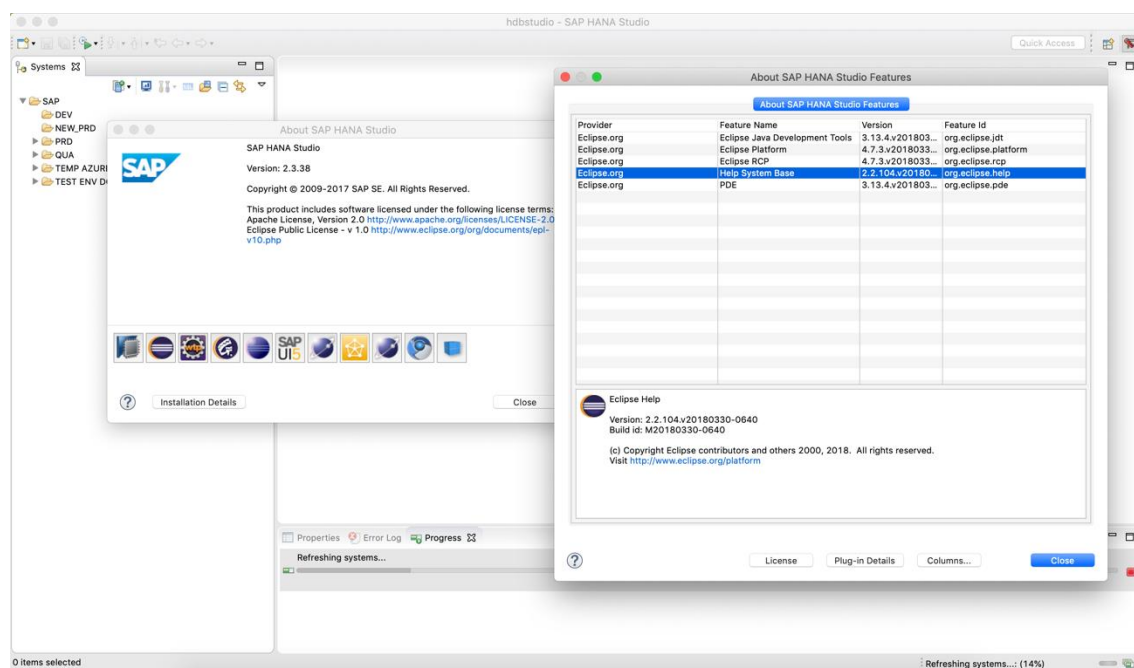 hdbstudio - SAP HANA Studio
Quick Access
Systems
SAP
DEV
NEW_PRD
PRD
QUA
TEMP AZUR
TEST ENV D
About SAP HANA Studio
SAP
SAP HANA Studio
Version: 2.3.38
Copyright © 2009-2017 SAP SE. All Rights Reserved.
This product includes software licensed under the following license terms:
Apache License, Version 2.0 http://www.apache.org/licenses/LICENSE-2.0
Eclipse Public License - v 1.0 http://www.eclipse.org/org/documents/epl-
v10.php
wtp
SAP
UI5
?
Installation Details
Close
About SAP HANA Studio Features
About SAP HANA Studio Features
Provider Feature Name Version Feature Id
Eclipse.org Eclipse Java Development Tools 3.13.4.v201803... org.eclipse.jdt
Eclipse.org Eclipse Platform 4.7.3.v2018033... org.eclipse.platform
Eclipse.org Eclipse RCP 4.7.3.v2018033... org.eclipse.rcp
Eclipse.org Help System Base 2.2.104.v20180... org.eclipse.help
Eclipse.org PDE 3.13.4.v201803... org.eclipse.pde
Eclipse Help
Version: 2.2.104.v20180330-0640
Build id: M20180330-0640
(c) Copyright Eclipse contributors and others 2000, 2018. All rights reserved.
Visit http://www.eclipse.org/platform
?
License
Plug-in Details
Columns...
Close
Properties Error Log Progress
Refreshing systems...
0 items selected
Refreshing systems...: (14%)